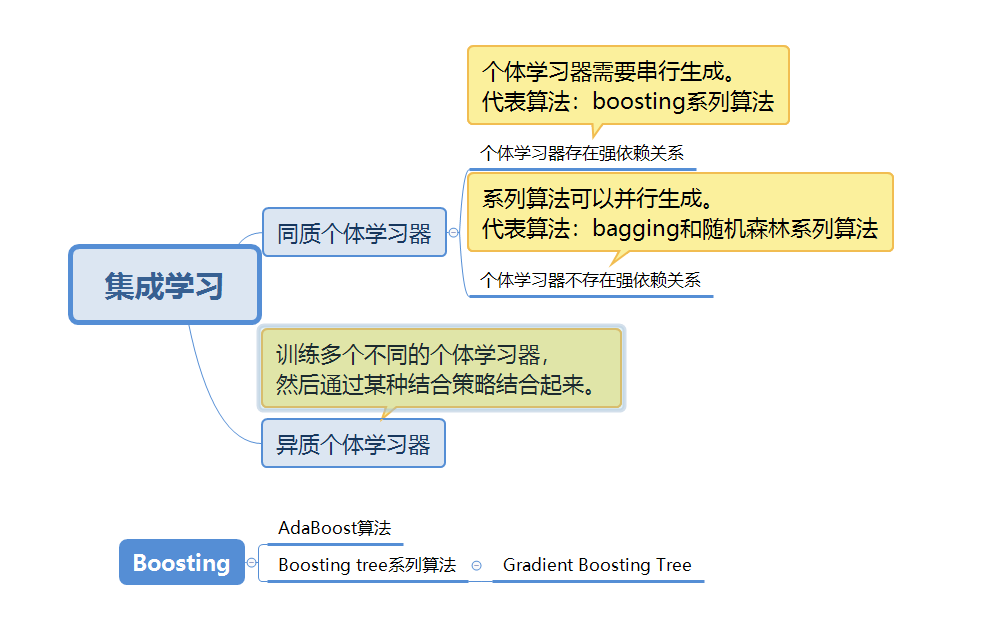 个体学习器需要串行生成。
代表算法：boosting系列算法
个体学习器存在强依赖关系
系列算法可以并行生成。
代表算法：bagging和随机森林系列算法
同质个体学习器
个体学习器不存在强依赖关系
集成学习
训练多个不同的个体学习器，
然后通过某种结合策略结合起来。
异质个体学习器
AdaBoost算法
Boosting
Boosting tree系列算法
Gradient Boosting Tree